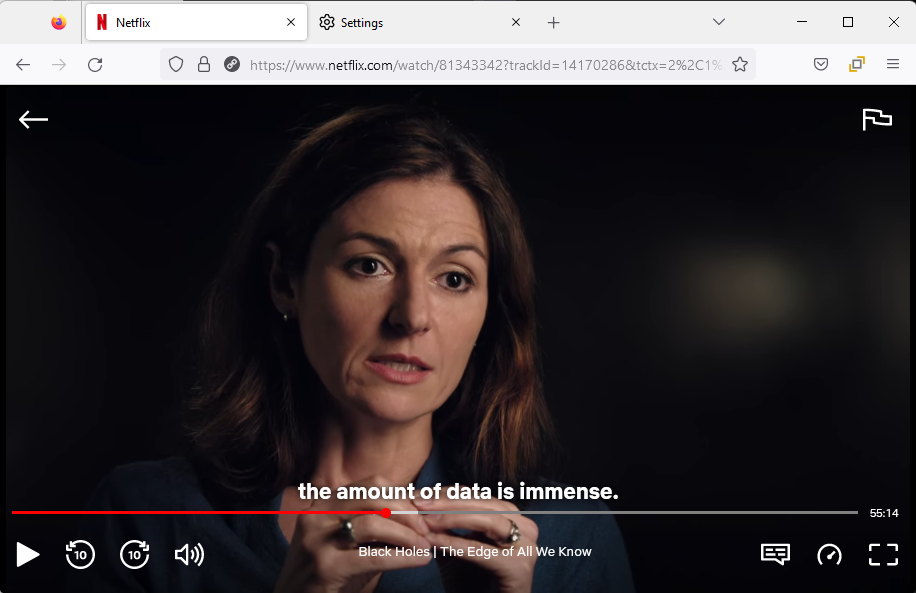 Netflix
Settings
https://www.netflix.com/watch/81343342?trackId=14170286&tctx=2%2C1%
the amount of data is immense.
55:14
10
10
Black Holes | The Edge of All We Know